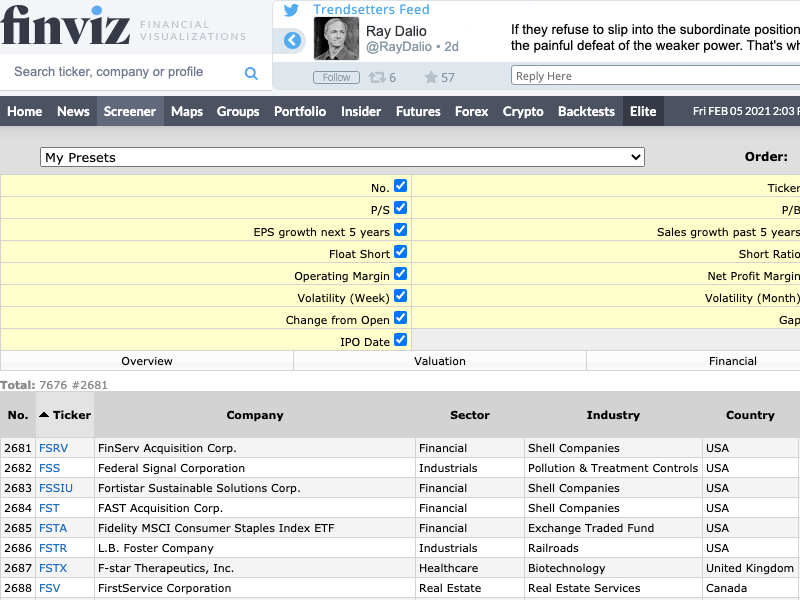 finviz FINANCIAL VISUALIZATIONS
Trendsetters Feed
Ray Dalio
@RayDalio • 2d
If they refuse to slip into the subordinate position
the painful defeat of the weaker power. That's wh
Follow 6 57
Reply Here
Search ticker, company or profile
Home News Screener Maps Groups Portfolio Insider Futures Forex Crypto Backtests Elite Fri FEB 05 2021 2:03 P
My Presets Order:
No. Ticker
P/S P/B
EPS growth next 5 years Sales growth past 5 years
Float Short Short Ratio
Operating Margin Net Profit Margin
Volatility (Week) Volatility (Month)
Change from Open Gap
IPO Date
Overview Valuation Financial
Total: 7676 #2681
No. Ticker Company Sector Industry Country
2681 FSRV FinServ Acquisition Corp. Financial Shell Companies USA
2682 FSS Federal Signal Corporation Industrials Pollution & Treatment Controls USA
2683 FSSIU Fortistar Sustainable Solutions Corp. Financial Shell Companies USA
2684 FST FAST Acquisition Corp. Financial Shell Companies USA
2685 FSTA Fidelity MSCI Consumer Staples Index ETF Financial Exchange Traded Fund USA
2686 FSTR L.B. Foster Company Industrials Railroads USA
2687 FSTX F-star Therapeutics, Inc. Healthcare Biotechnology United Kingdom
2688 FSV FirstService Corporation Real Estate Real Estate Services Canada